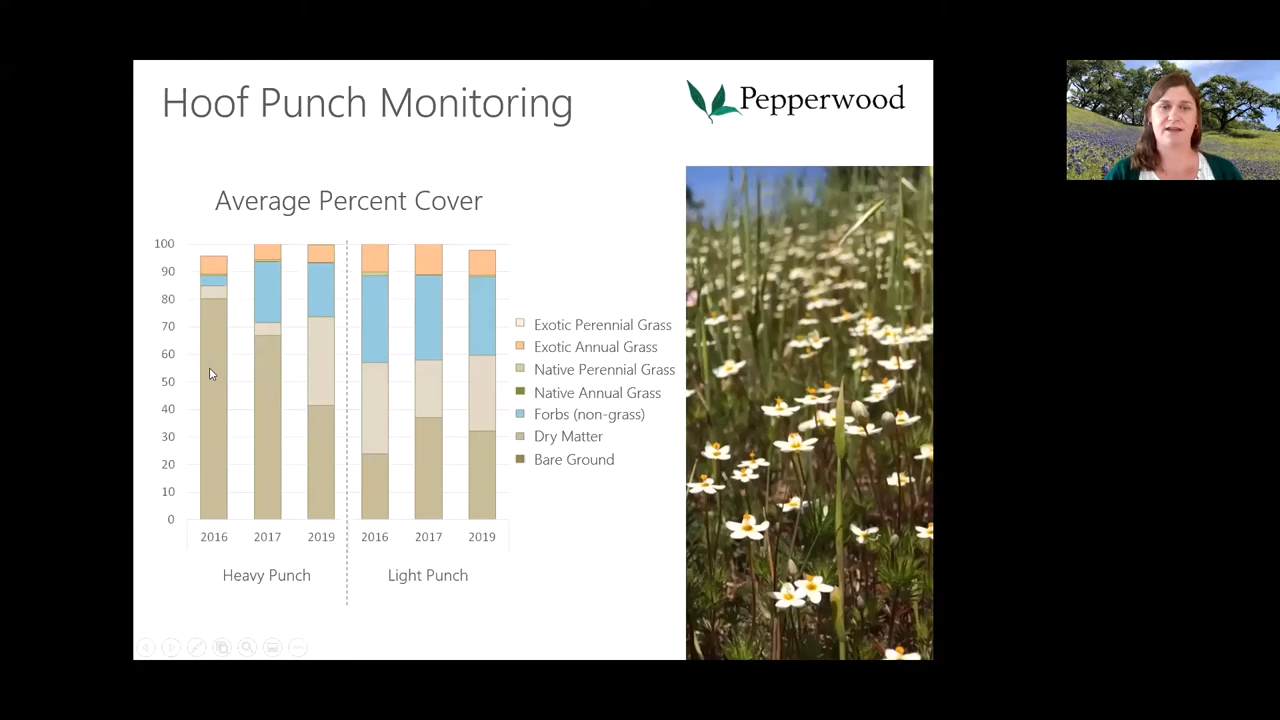 Hoof Punch Monitoring
Pepperwood
Average Percent Cover
100
90
80
70
60
50
40
30
20
10
0
2016 2017 2019 2016 2017 2019
Heavy Punch Light Punch
Exotic Perennial Grass
Exotic Annual Grass
Native Perennial Grass
Native Annual Grass
Forbs (non-grass)
Dry Matter
Bare Ground